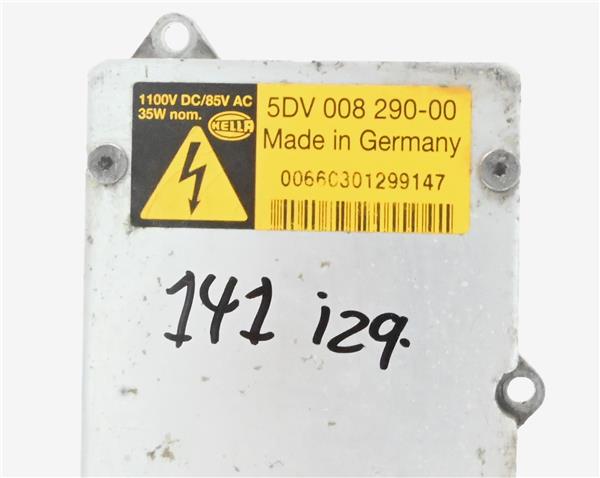 1100V DC/85V AC
35W nom.
HELLA
5DV 008 290-00
Made in Germany
00660301299147
141 izq.